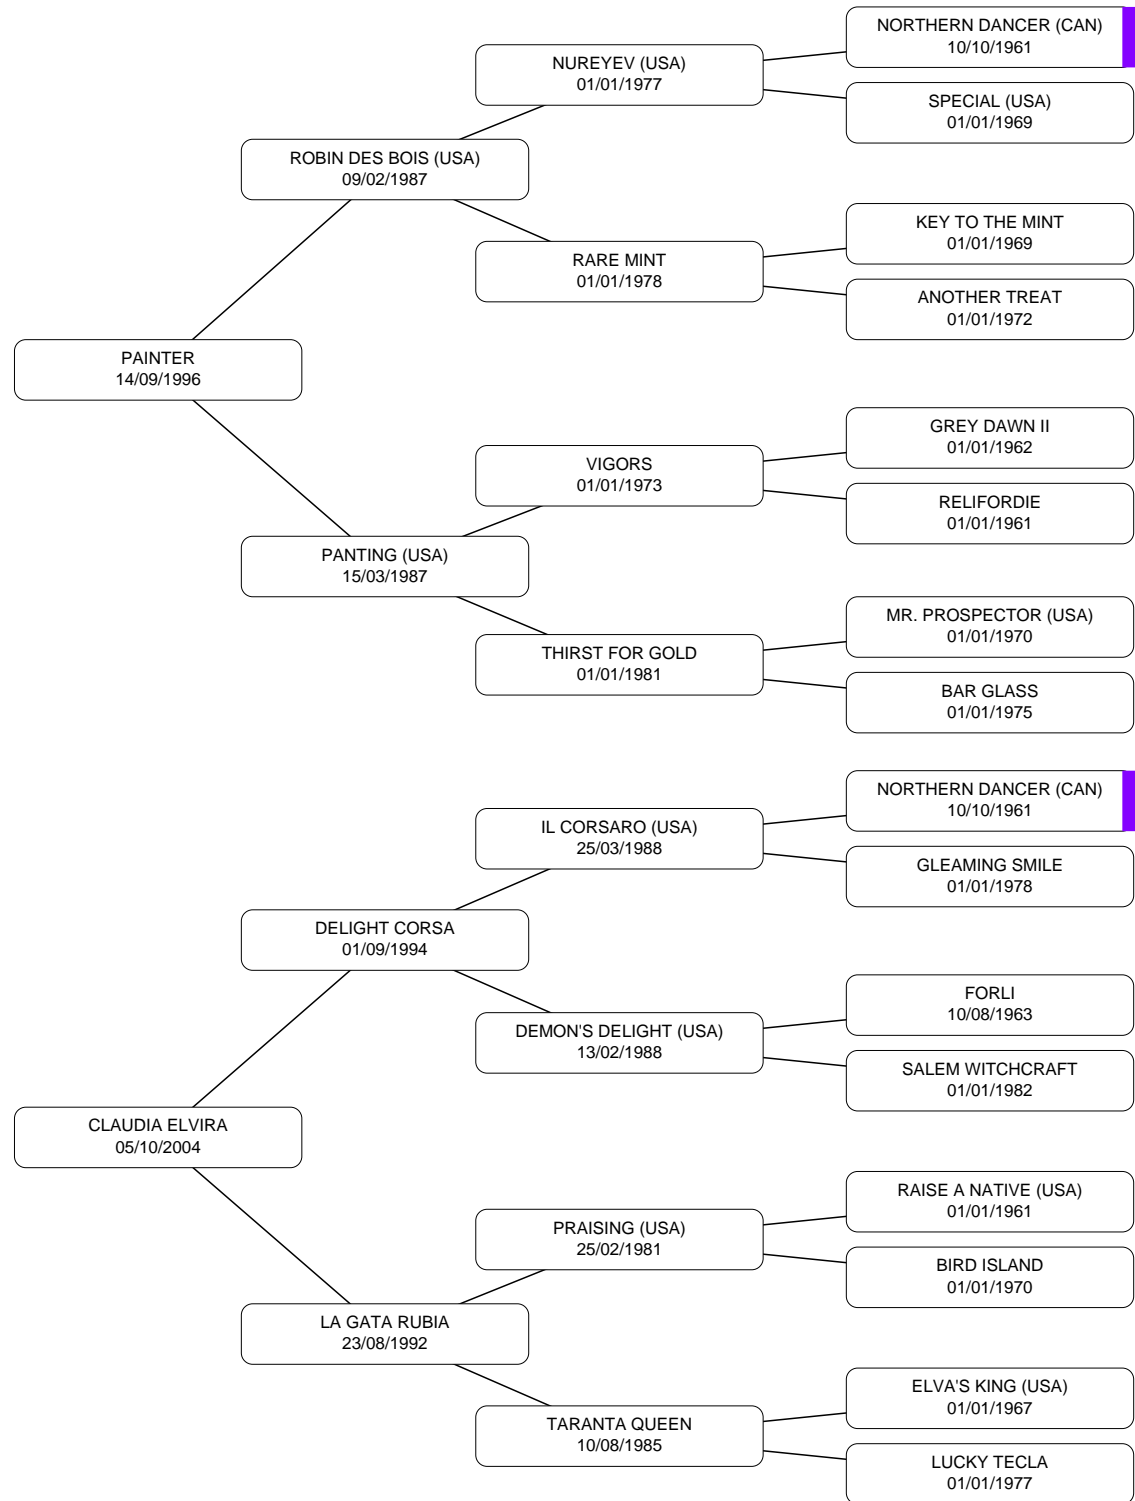 NORTHERN DANCER (CAN)
10/10/1961
NUREYEV (USA)
01/01/1977
SPECIAL (USA)
01/01/1969
ROBIN DES BOIS (USA)
09/02/1987
KEY TO THE MINT
01/01/1969
RARE MINT
01/01/1978
ANOTHER TREAT
01/01/1972
PAINTER
14/09/1996
GREY DAWN II
01/01/1962
VIGORS
01/01/1973
RELIFORDIE
01/01/1961
PANTING (USA)
15/03/1987
MR. PROSPECTOR (USA)
01/01/1970
THIRST FOR GOLD
01/01/1981
BAR GLASS
01/01/1975
NORTHERN DANCER (CAN)
10/10/1961
IL CORSARO (USA)
25/03/1988
GLEAMING SMILE
01/01/1978
DELIGHT CORSA
01/09/1994
FORLI
10/08/1963
DEMON'S DELIGHT (USA)
13/02/1988
SALEM WITCHCRAFT
01/01/1982
CLAUDIA ELVIRA
05/10/2004
RAISE A NATIVE (USA)
01/01/1961
PRAISING (USA)
25/02/1981
BIRD ISLAND
01/01/1970
LA GATA RUBIA
23/08/1992
ELVA'S KING (USA)
01/01/1967
TARANTA QUEEN
10/08/1985
LUCKY TECLA
01/01/1977